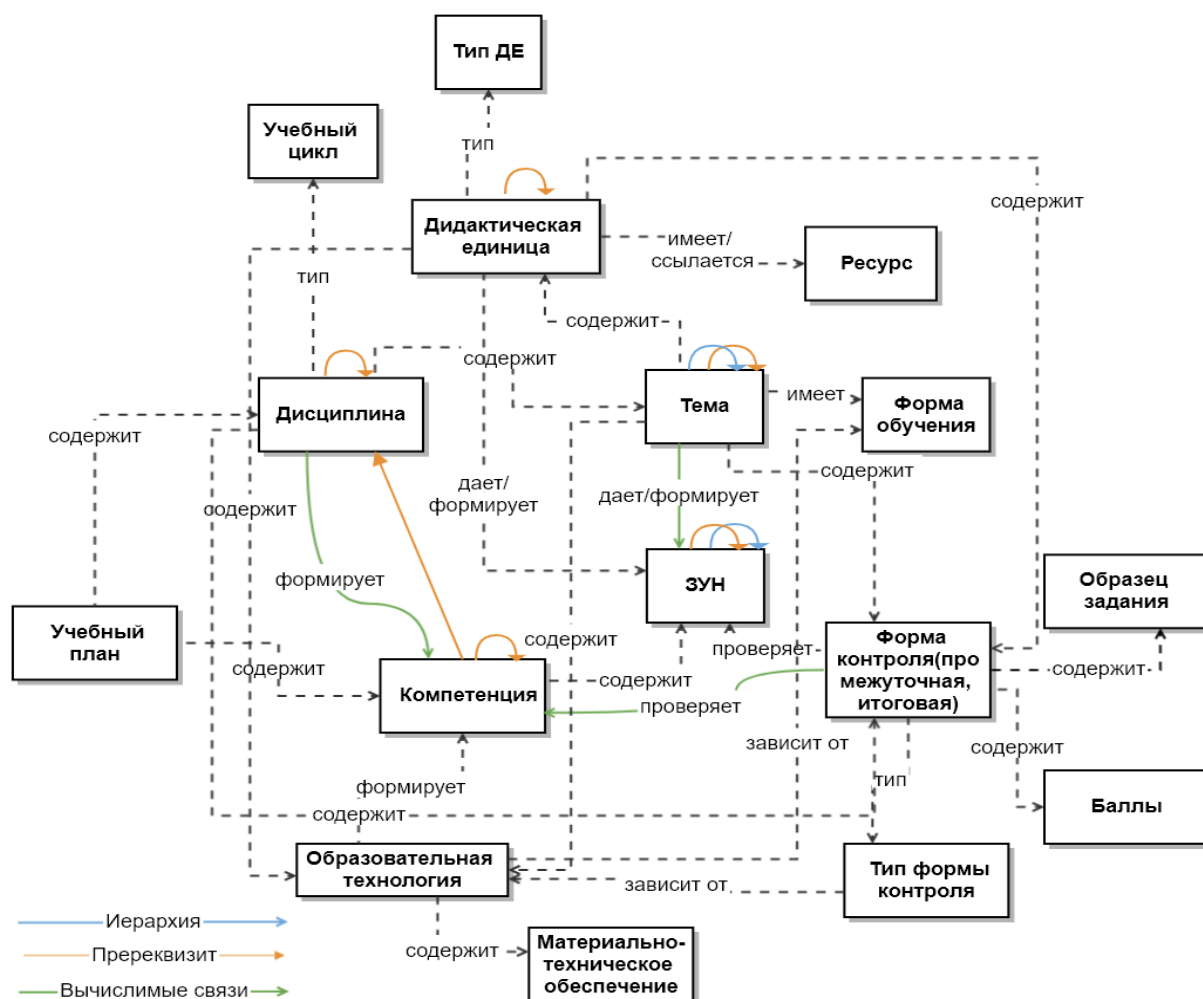 Тип ДЕ
Учебный
цикл
тип
Дидактическая
единица
содержит
имеет/
ссылается
Ресурс
тип
содержит
содержит
Дисциплина
Тема
имеет
Форма
обучения
содержит
содержит
содержит
дает/
формирует
дает/формирует
формирует
ЗУН
Образец
задания
Учебный
план
содержит
содержит
проверяет
Форма
контроля(про
межуточная,
итоговая)
содержит
Компетенция
содержит
проверяет
зависит от
содержит
формирует
тип
Баллы
содержит
Образовательная
технология
зависит от
Тип формы
контроля
Иерархия
содержит
Материально-
техническое
обеспечение
Пререквизит
Вычислимые связи